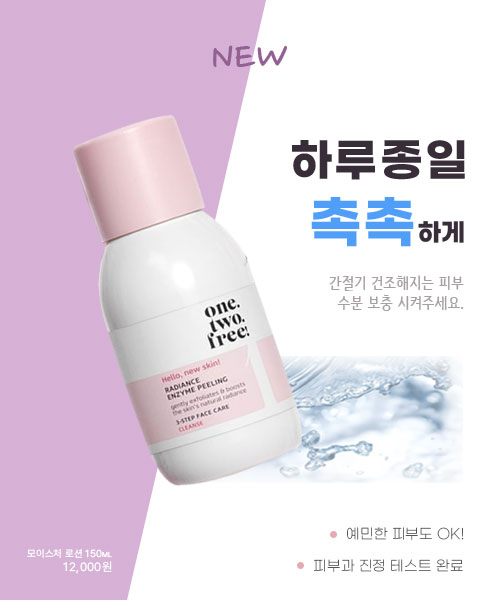 NEW
하루종일
촉촉하게
간절기 건조해지는 피부
수분 보충 시켜주세요.
one.
two.
free!
Hello, new skin!
RADIANCE
ENZYME PEELING
gently exfoliates & boosts
the skin's natural radiance
3-STEP FACE CARE
CLEANSE
예민한 피부도 OK!
피부과 진정 테스트 완료
모이스처 로션 150ML
12,000원